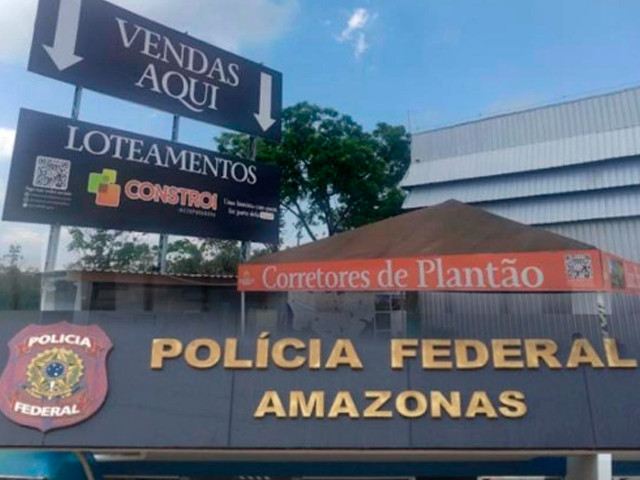 VENDAS
AQUI
LOTEAMENTOS
CONSTROI
Corretores de Plantão
POLÍCIA FEDERAL
AMAZONAS
POLICIA
FEDERAL